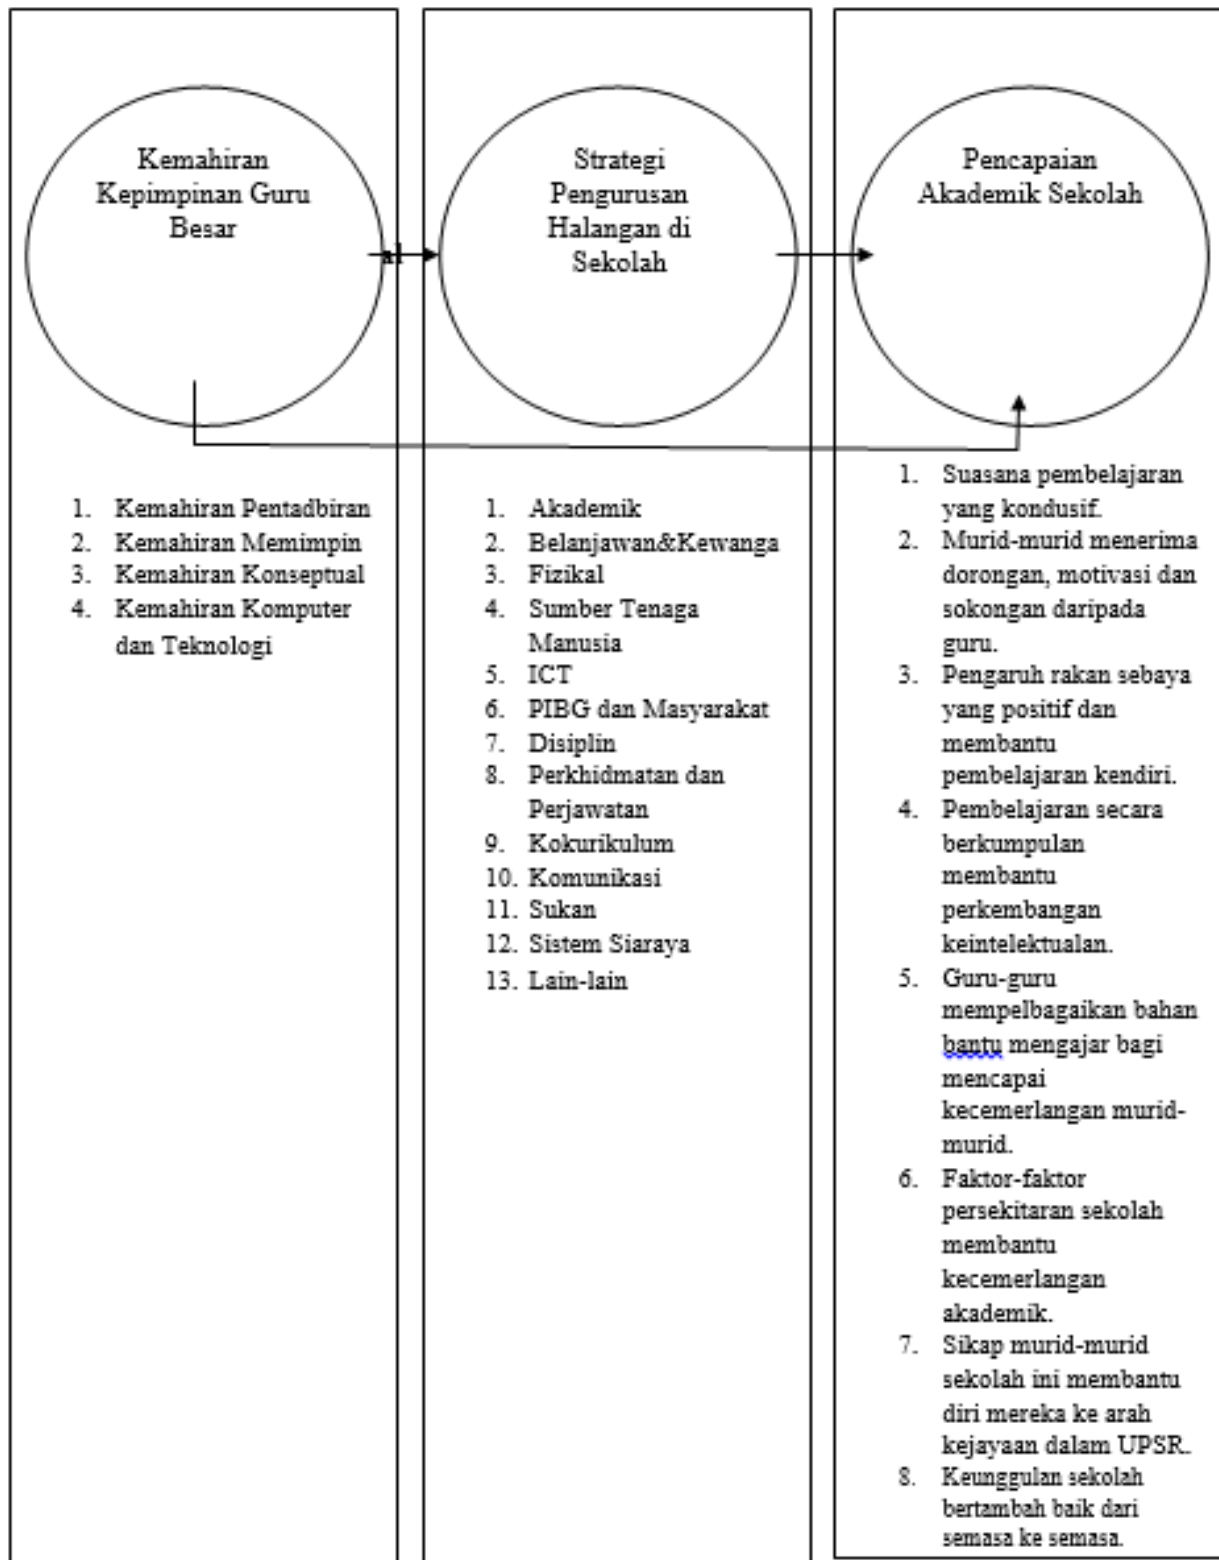 Kemahiran
Kepimpinan Guru
Besar
al
1. Kemahiran Pentadbiran
2. Kemahiran Memimpin
3. Kemahiran Konseptual
4. Kemahiran Komputer
dan Teknologi
Strategi
Pengurusan
Halangan di
Sekolah
1. Akademik
2. Belanjawan&Kewanga
3. Fizikal
4. Sumber Tenaga
Manusia
5. ICT
6. PIBG dan Masyarakat
7. Disiplin
8. Perkhidmatan dan
Perjawatan
9. Kokurikulum
10. Komunikasi
11. Sukan
12. Sistem Siaraya
13. Lain-lain
Pencapaian
Akademik Sekolah
1. Suasana pembelajaran
yang kondusif.
2. Murid-murid menerima
dorongan, motivasi dan
sokongan daripada
guru.
3. Pengaruh rakan sebaya
yang positif dan
membantu
pembelajaran kendiri.
4. Pembelajaran secara
berkumpulan
membantu
perkembangan
keintelektualan.
5. Guru-guru
mempelbagaikan bahan
bantu mengajar bagi
mencapai
kecemerlangan murid-
murid.
6. Faktor-faktor
persekitaran sekolah
membantu
kecemerlangan
akademik.
7. Sikap murid-murid
sekolah ini membantu
diri mereka ke arah
kejayaan dalam UPSR.
8. Keunggulan sekolah
bertambah baik dari
semasa ke semasa.